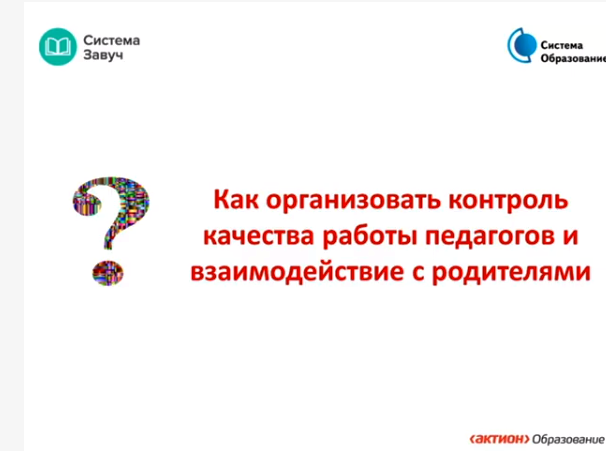 Система
Завуч
Система
Образование
Как организовать контроль
качества работы педагогов и
взаимодействие с родителями
‹актион› Образование